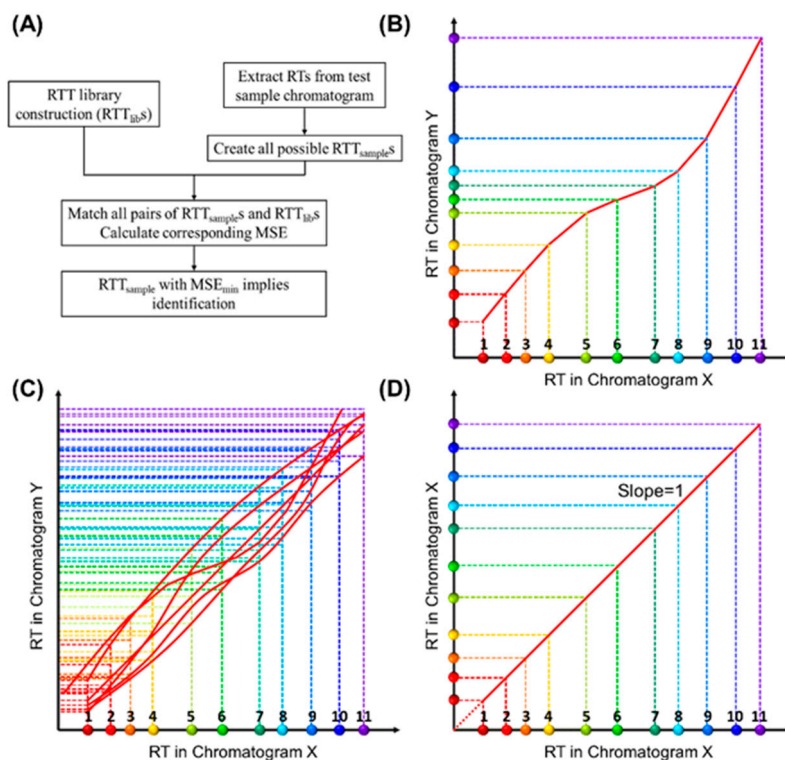 (A)
RTT library
construction (RTTlibs)
Extract RTs from test
sample chromatogram
Create all possible RTTsamples
Match all pairs of RTTsamples and RTTlibs
Calculate corresponding MSE
RTTsample with MSEmin implies
identification
(B)
RT in Chromatogram Y
1 2 3 4 5 6 7 8 9 10 11
RT in Chromatogram X
(C)
RT in Chromatogram Y
1 2 3 4 5 6 7 8 9 10 11
RT in Chromatogram X
(D)
RT in Chromatogram X
Slope=1
1 2 3 4 5 6 7 8 9 10 11
RT in Chromatogram X